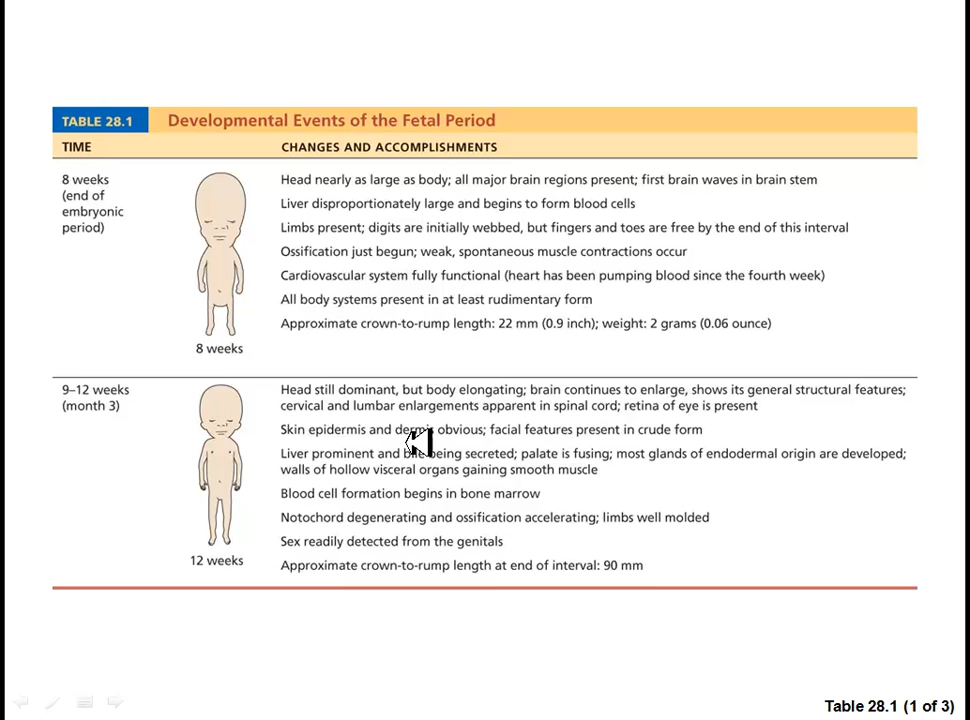 TABLE 28.1 Developmental Events of the Fetal Period
TIME CHANGES AND ACCOMPLISHMENTS
8 weeks
(end of
embryonic
period)
Head nearly as large as body; all major brain regions present; first brain waves in brain stem
Liver disproportionately large and begins to form blood cells
Limbs present; digits are initially webbed, but fingers and toes are free by the end of this interval
Ossification just begun; weak, spontaneous muscle contractions occur
Cardiovascular system fully functional (heart has been pumping blood since the fourth week)
All body systems present in at least rudimentary form
Approximate crown-to-rump length: 22 mm (0.9 inch); weight: 2 grams (0.06 ounce)
8 weeks
9–12 weeks
(month 3)
Head still dominant, but body elongating; brain continues to enlarge, shows its general structural features;
cervical and lumbar enlargements apparent in spinal cord; retina of eye is present
Skin epidermis and dermis obvious; facial features present in crude form
Liver prominent and bile being secreted; palate is fusing; most glands of endodermal origin are developed;
walls of hollow visceral organs gaining smooth muscle
Blood cell formation begins in bone marrow
Notochord degenerating and ossification accelerating; limbs well molded
Sex readily detected from the genitals
Approximate crown-to-rump length at end of interval: 90 mm
12 weeks
Table 28.1 (1 of 3)